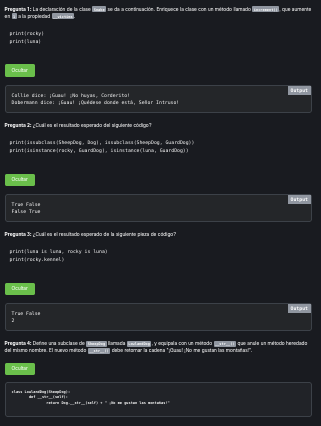 Pregunta 1: La declaración de la clase Snake se da a continuación. Enriquece la clase con un método llamado increment(), que aumente
en 1 a la propiedad __victims.
print(rocky)
print(luna)
Ocultar
Output
Collie dice: ¡Guau! ¡No huyas, Corderito!
Dobermann dice: ¡Guau! ¡Quédese donde está, Señor Intruso!
Pregunta 2: ¿Cuál es el resultado esperado del siguiente código?
print(issubclass(SheepDog, Dog), issubclass(SheepDog, GuardDog))
print(isinstance(rocky, GuardDog), isinstance(luna, GuardDog))
Ocultar
Output
True False
False True
Pregunta 3: ¿Cuál es el resultado esperado de la siguiente pieza de código?
print(luna is luna, rocky is luna)
print(rocky.kennel)
Ocultar
Output
True False
2
Pregunta 4: Define una subclase de SheepDog llamada LowlandDog, y equípala con un método __str__() que anule un método heredado
del mismo nombre. El nuevo método __str__() debe retornar la cadena "¡Guau! ¡No me gustan las montañas!".
Ocultar
class LowlandDog(SheepDog):
def __str__(self):
return Dog.__str__(self) + " ¡No me gustan las montañas!"